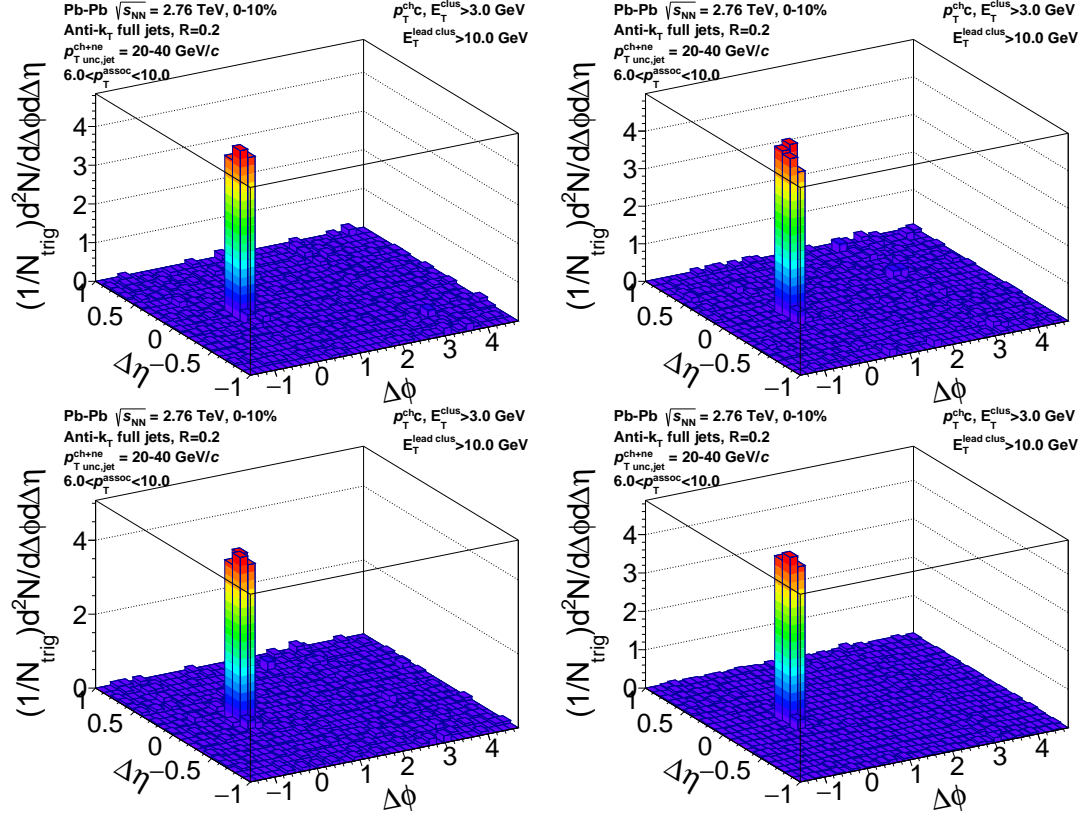 Pb-Pb √s_NN = 2.76 TeV, 0-10%
Anti-k_T full jets, R=0.2
p_T unc,jet^ch+ne = 20-40 GeV/c
6.0<p_T^assoc<10.0
p_T^ch c, E_T^clus>3.0 GeV
E_T^lead clus>10.0 GeV
(1/N_trig)d²N/dΔφdΔη
4
3
2
1
0
1
0.5
0
−0.5
−1
Δη
−1 0 1 2 3 4
Δφ
Pb-Pb √s_NN = 2.76 TeV, 0-10%
Anti-k_T full jets, R=0.2
p_T unc,jet^ch+ne = 20-40 GeV/c
6.0<p_T^assoc<10.0
p_T^ch c, E_T^clus>3.0 GeV
E_T^lead clus>10.0 GeV
(1/N_trig)d²N/dΔφdΔη
4
3
2
1
0
1
0.5
0
−0.5
−1
Δη
−1 0 1 2 3 4
Δφ
Pb-Pb √s_NN = 2.76 TeV, 0-10%
Anti-k_T full jets, R=0.2
p_T unc,jet^ch+ne = 20-40 GeV/c
6.0<p_T^assoc<10.0
p_T^ch c, E_T^clus>3.0 GeV
E_T^lead clus>10.0 GeV
(1/N_trig)d²N/dΔφdΔη
4
2
0
1
0.5
0
−0.5
−1
Δη
−1 0 1 2 3 4
Δφ
Pb-Pb √s_NN = 2.76 TeV, 0-10%
Anti-k_T full jets, R=0.2
p_T unc,jet^ch+ne = 20-40 GeV/c
6.0<p_T^assoc<10.0
p_T^ch c, E_T^clus>3.0 GeV
E_T^lead clus>10.0 GeV
(1/N_trig)d²N/dΔφdΔη
4
3
2
1
0
1
0.5
0
−0.5
−1
Δη
−1 0 1 2 3 4
Δφ